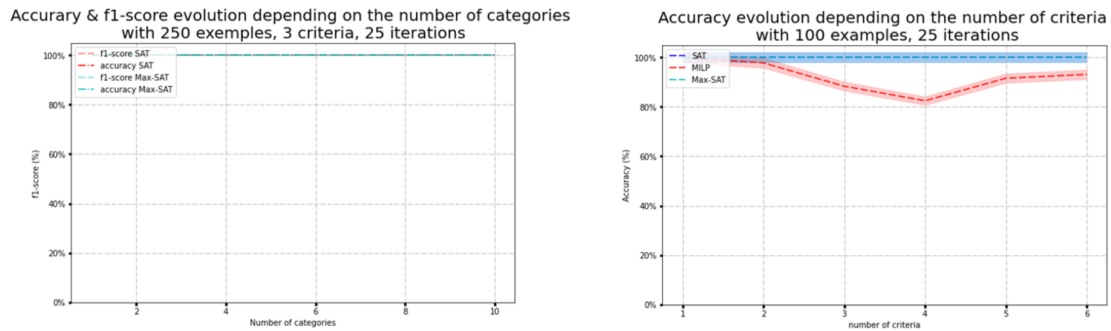 Accurary & f1-score evolution depending on the number of categories
with 250 exemples, 3 criteria, 25 iterations
f1-score SAT
accuracy SAT
f1-score Max-SAT
accuracy Max-SAT
100%
80%
60%
40%
20%
0%
f1-score (%)
2 4 6 8 10
Number of categories
Accuracy evolution depending on the number of criteria
with 100 examples, 25 iterations
SAT
MILP
Max-SAT
100%
80%
60%
40%
20%
0%
Accuracy (%)
1 2 3 4 5 6
number of criteria